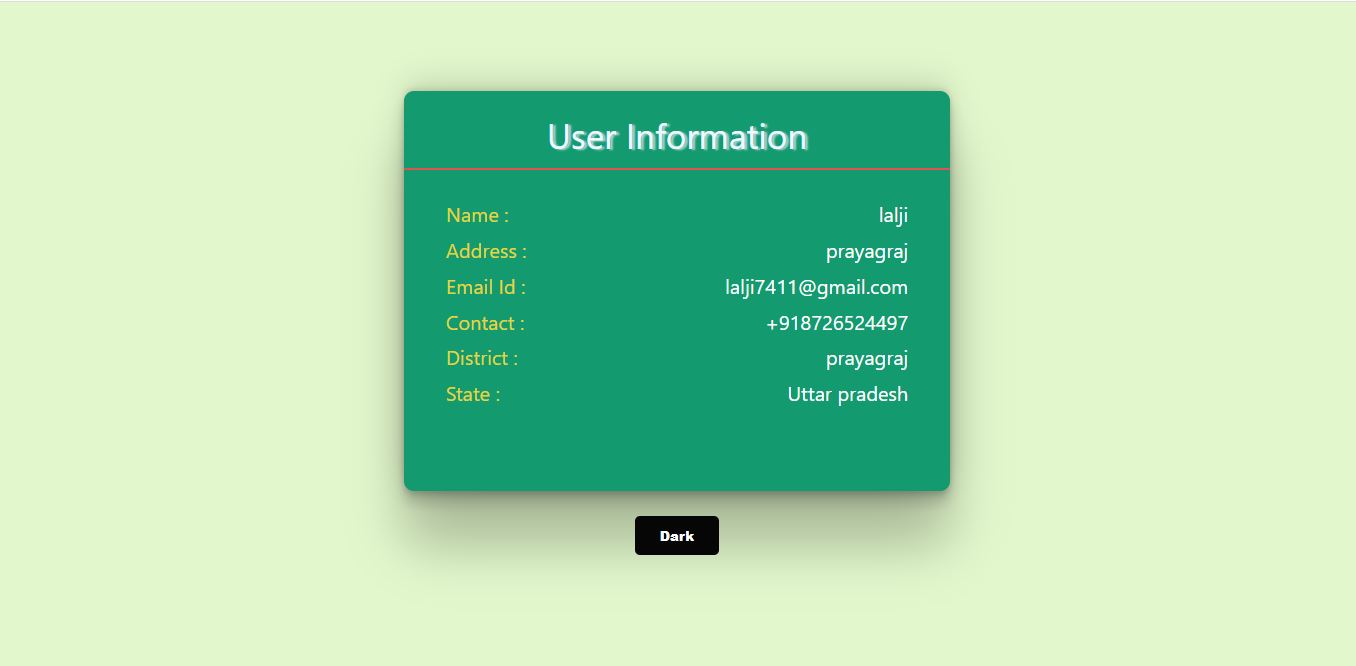 User Information
Name : lalji
Address : prayagraj
Email Id : lalji7411@gmail.com
Contact : +918726524497
District : prayagraj
State : Uttar pradesh
Dark